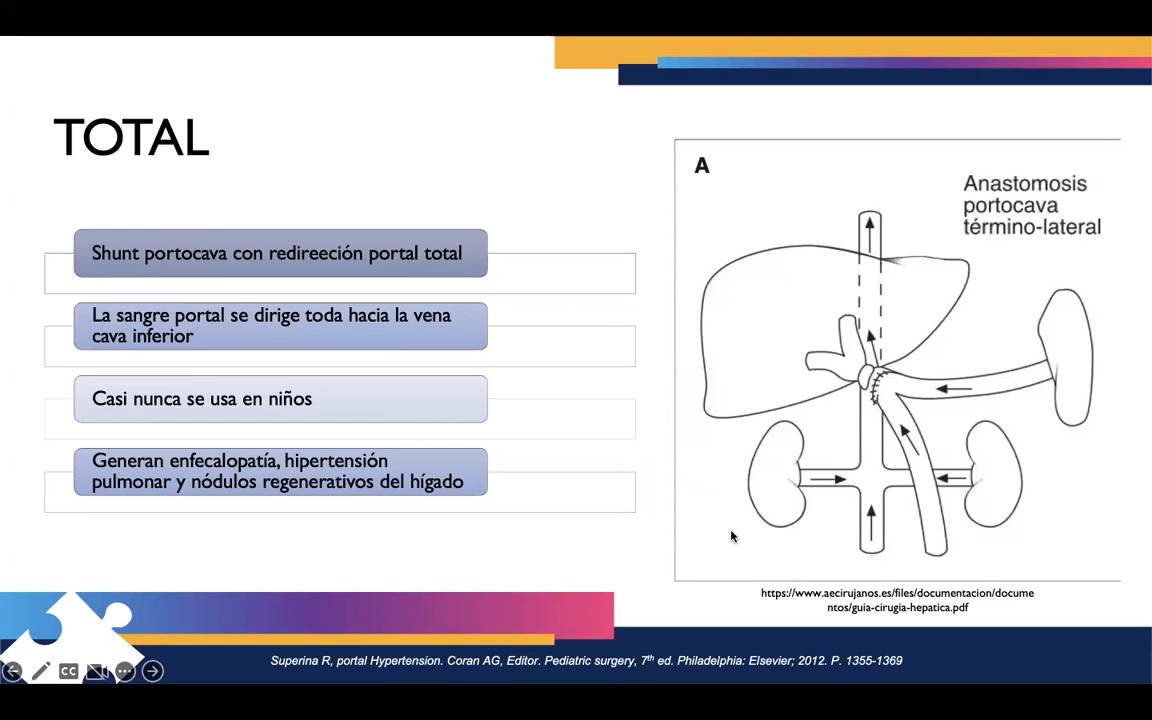 TOTAL
Shunt portocava con redireeción portal total
La sangre portal se dirige toda hacia la vena
cava inferior
Casi nunca se usa en niños
Generan enfecalopatía, hipertensión
pulmonar y nódulos regenerativos del hígado
A
Anastomosis
portocava
término-lateral
https://www.aecirujanos.es/files/documentacion/docume
ntos/guia-cirugia-hepatica.pdf
Superina R, portal Hypertension. Coran AG, Editor. Pediatric surgery, 7th ed. Philadelphia: Elsevier; 2012. P. 1355-1369
CC